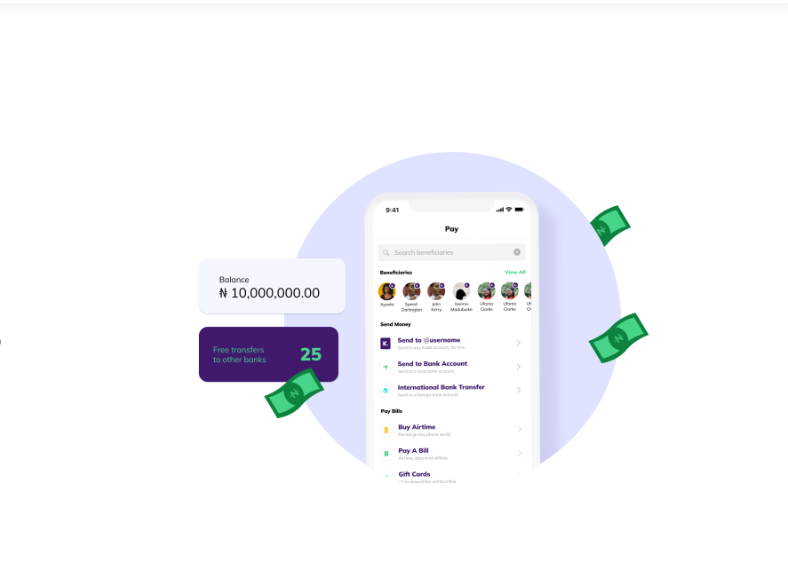 9:41
Pay
Search beneficiaries
Beneficiaries View All
Ayoola Speed Darlington John Kerry Kenna Madubuike Ufoma Clarke Ufoma Clarke
Balance
₦ 10,000,000.00
Free transfers
to other banks
25
Send Money
K.
Send to @username
Send to any kuda account, for free.
Send to Bank Account
Send to a local bank account.
International Bank Transfer
Send to a foreign bank account.
Pay Bills
Buy Airtime
Recharge any phone easily.
Pay A Bill
Airtime, data and utilities
Gift Cards